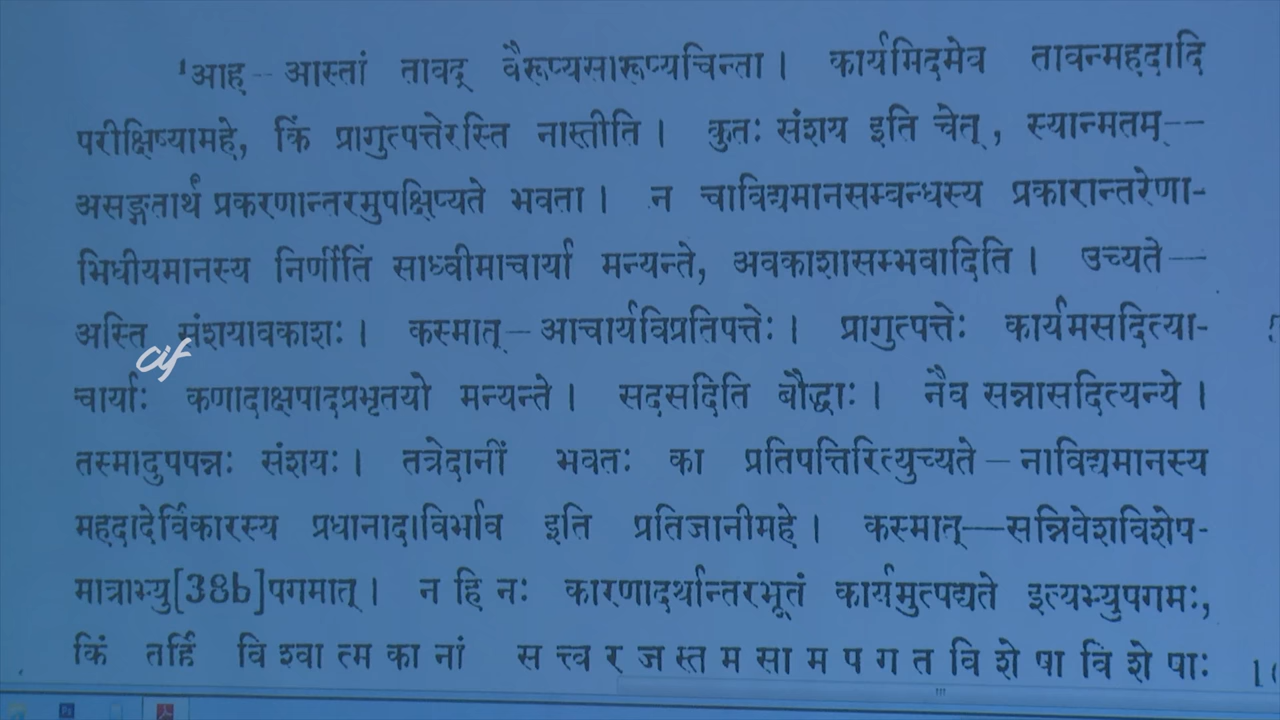 ¹आह – आस्तां तावद् वैरूप्यसारूप्यचिन्ता । कार्यमिदमेव तावन्महदादि
परीक्षिष्यामहे, किं प्रागुत्पत्तेरस्ति नास्तीति । कुतः संशय इति चेत्, स्यान्मतम्--
असङ्गतार्थं प्रकरणान्तरमुपक्षिप्यते भवता । न चाविद्यमानसम्बन्धस्य प्रकारान्तरेणा-
भिधीयमानस्य निर्णीतिं साध्वीमाचार्या मन्यन्ते, अवकाशासम्भवादिति । उच्यते—
अस्ति संशयावकाशः । कस्मात् – आचार्यविप्रतिपत्तेः । प्रागुत्पत्तेः कार्यमसदित्या-
चार्याः कणादाक्षपादप्रभृतयो मन्यन्ते । सदसदिति बौद्धाः । नैव सन्नासदित्यन्ये ।
तस्मादुपपन्नः संशयः । तत्रेदानीं भवतः का प्रतिपत्तिरित्युच्यते – नाविद्यमानस्य
महदादेर्विकारस्य प्रधानादाविर्भाव इति प्रतिजानीमहे । कस्मात्—सन्निवेशविशेष-
मात्राभ्यु[38b]पगमात् । न हि नः कारणादर्थान्तरभूतं कार्यमुत्पद्यते इत्यभ्युपगमः,
किं तर्हि विश्वात्मकानां सत्त्वरजस्तमसामपगतविशेषाविशेषाः